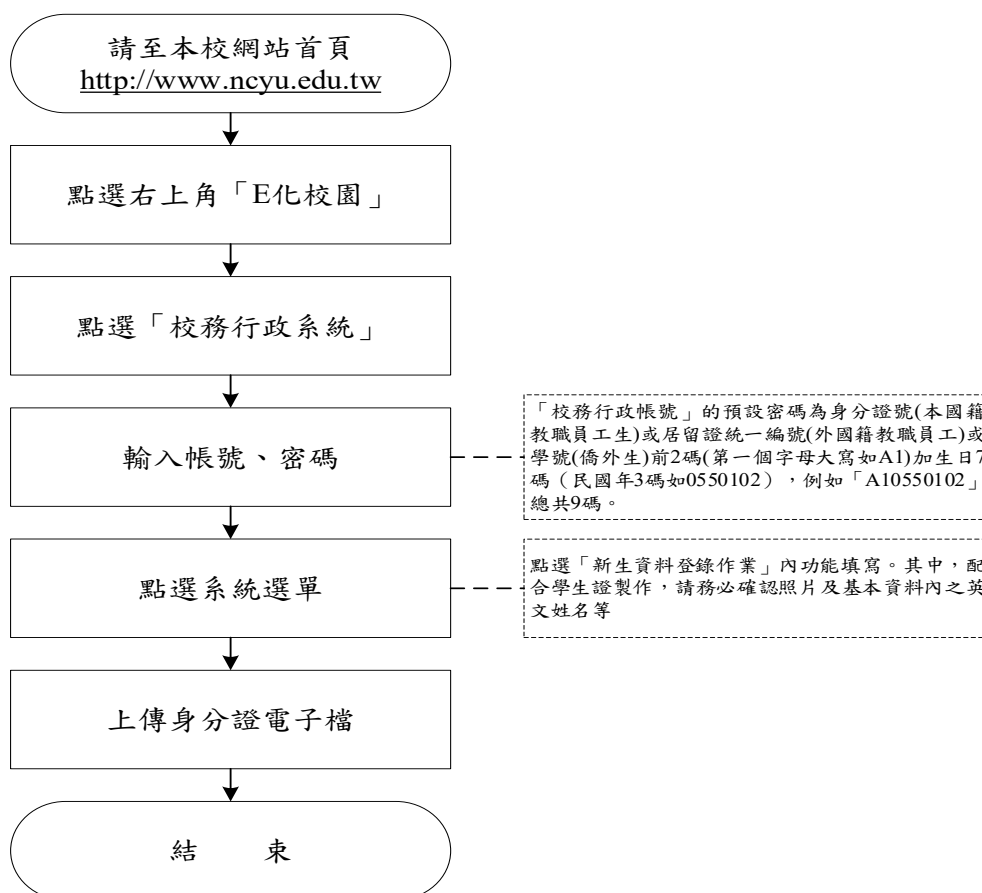 請至本校網站首頁
http://www.ncyu.edu.tw
點選右上角「E化校園」
點選「校務行政系統」
輸入帳號、密碼
「校務行政帳號」的預設密碼為身分證號(本國籍
教職員工生)或居留證統一編號(外國籍教職員工)或
學號(僑外生)前2碼(第一個字母大寫如A1)加生日7
碼（民國年3碼如0550102），例如「A10550102」
總共9碼。
點選系統選單
點選「新生資料登錄作業」內功能填寫。其中，配
合學生證製作，請務必確認照片及基本資料內之英
文姓名等
上傳身分證電子檔
結　　束